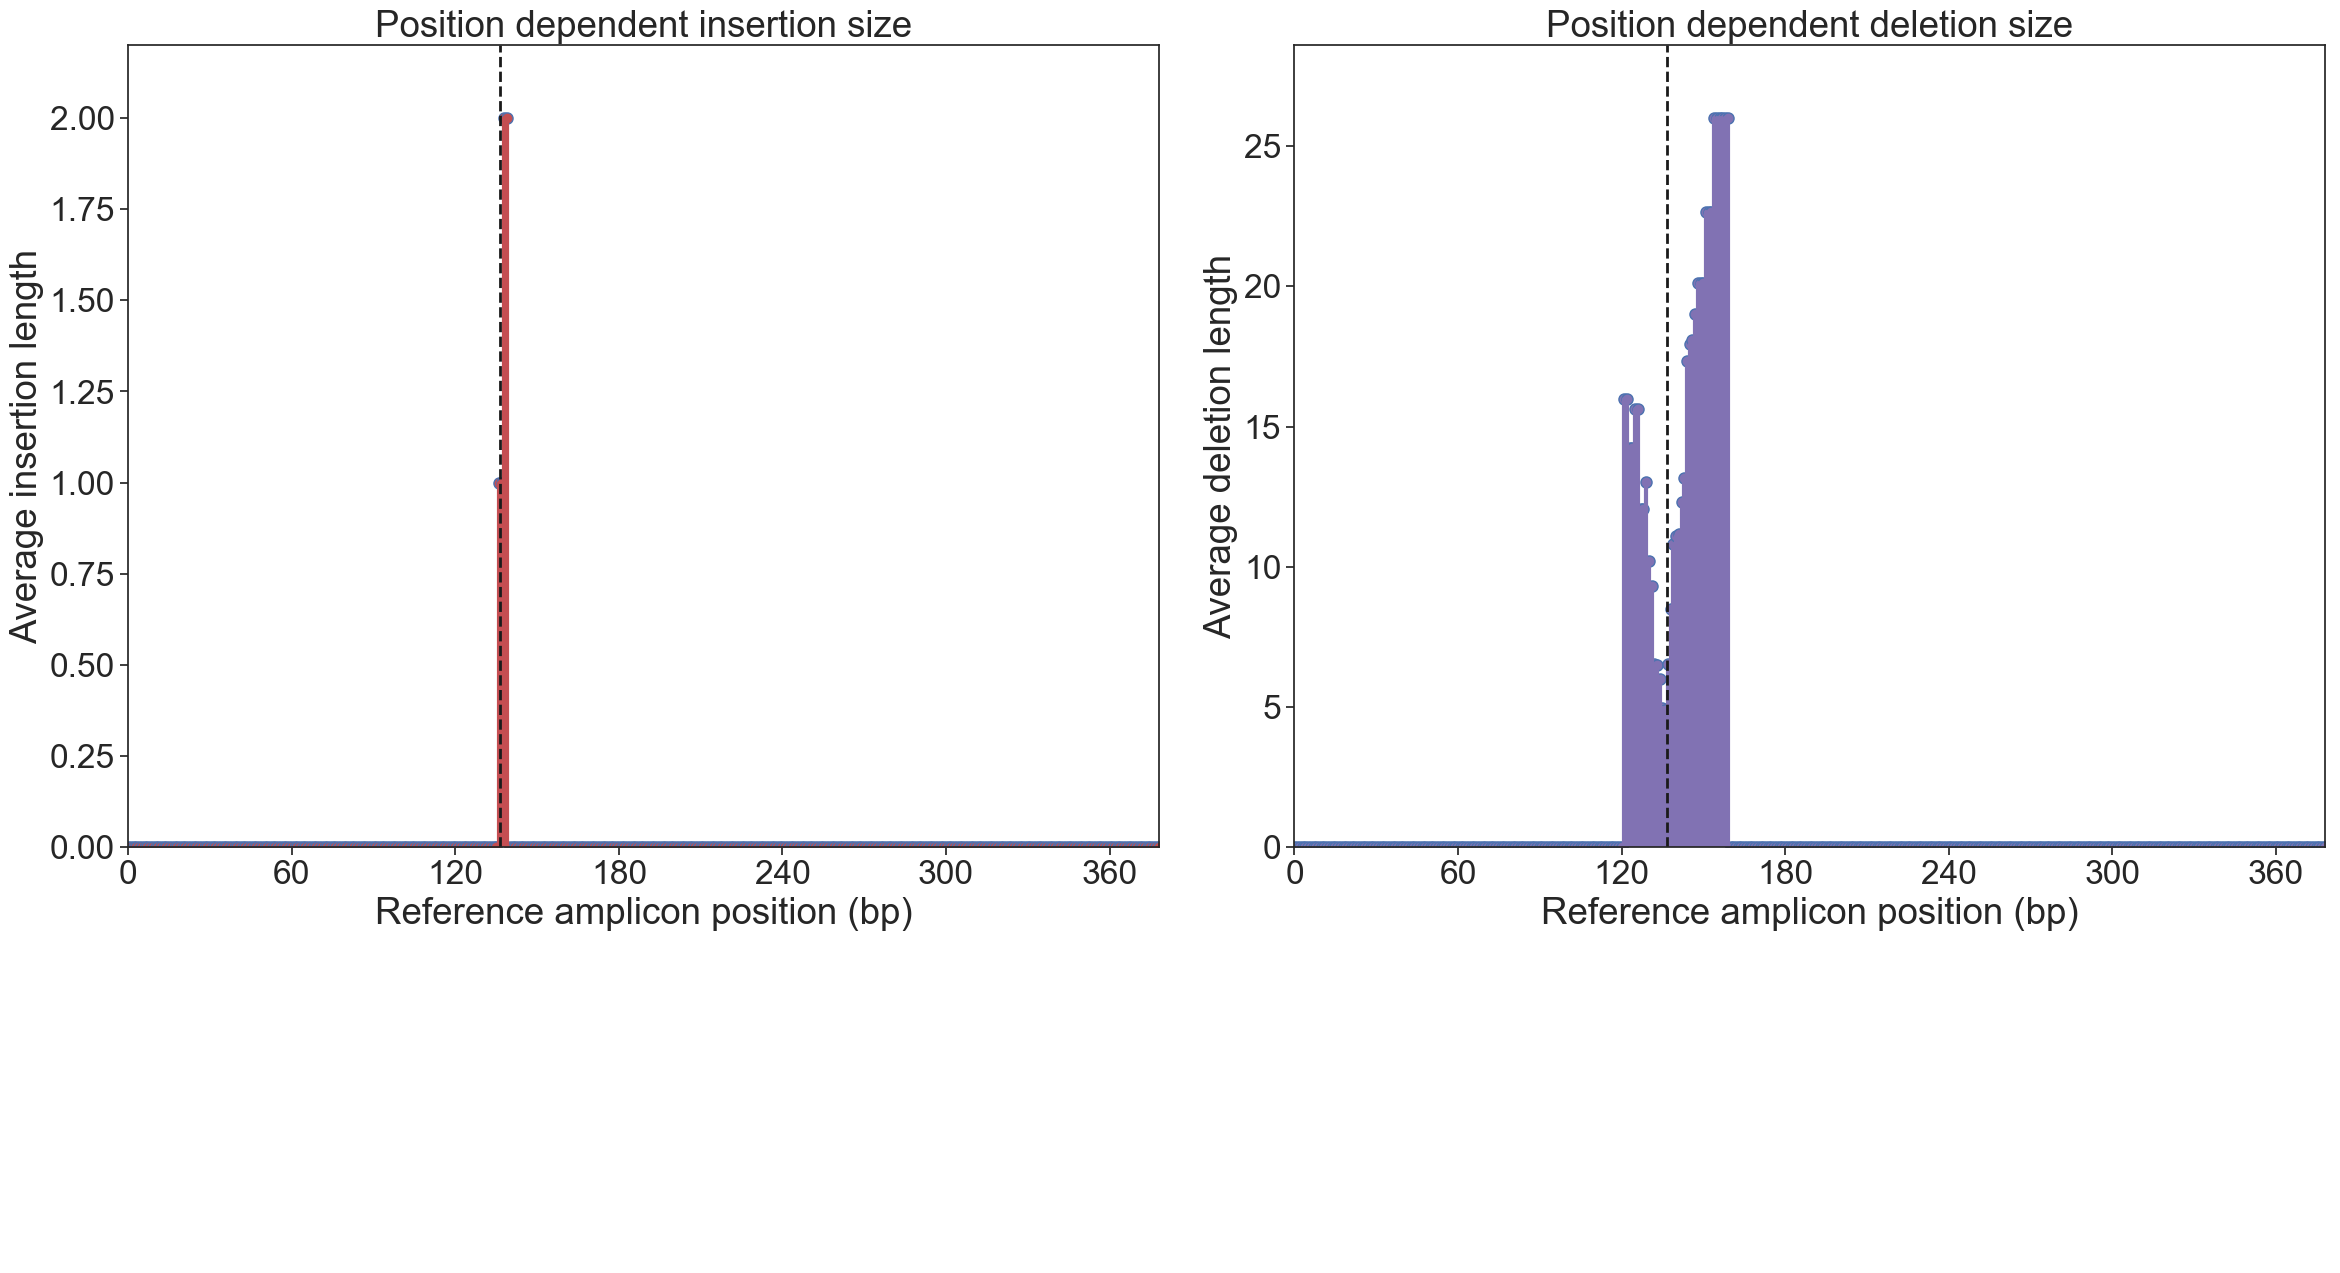 Position dependent insertion size
Average insertion length
2.00
1.75
1.50
1.25
1.00
0.75
0.50
0.25
0.00
0 60 120 180 240 300 360
Reference amplicon position (bp)
Position dependent deletion size
Average deletion length
25
20
15
10
5
0
0 60 120 180 240 300 360
Reference amplicon position (bp)